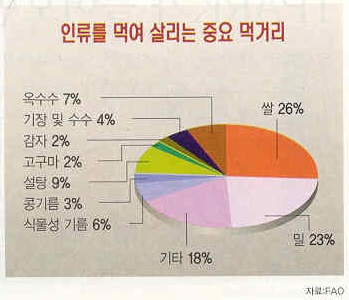 인류를 먹여 살리는 중요 먹거리
옥수수 7%
기장 및 수수 4%
감자 2%
고구마 2%
설탕 9%
콩기름 3%
식물성 기름 6%
쌀 26%
밀 23%
기타 18%
자료:FAO